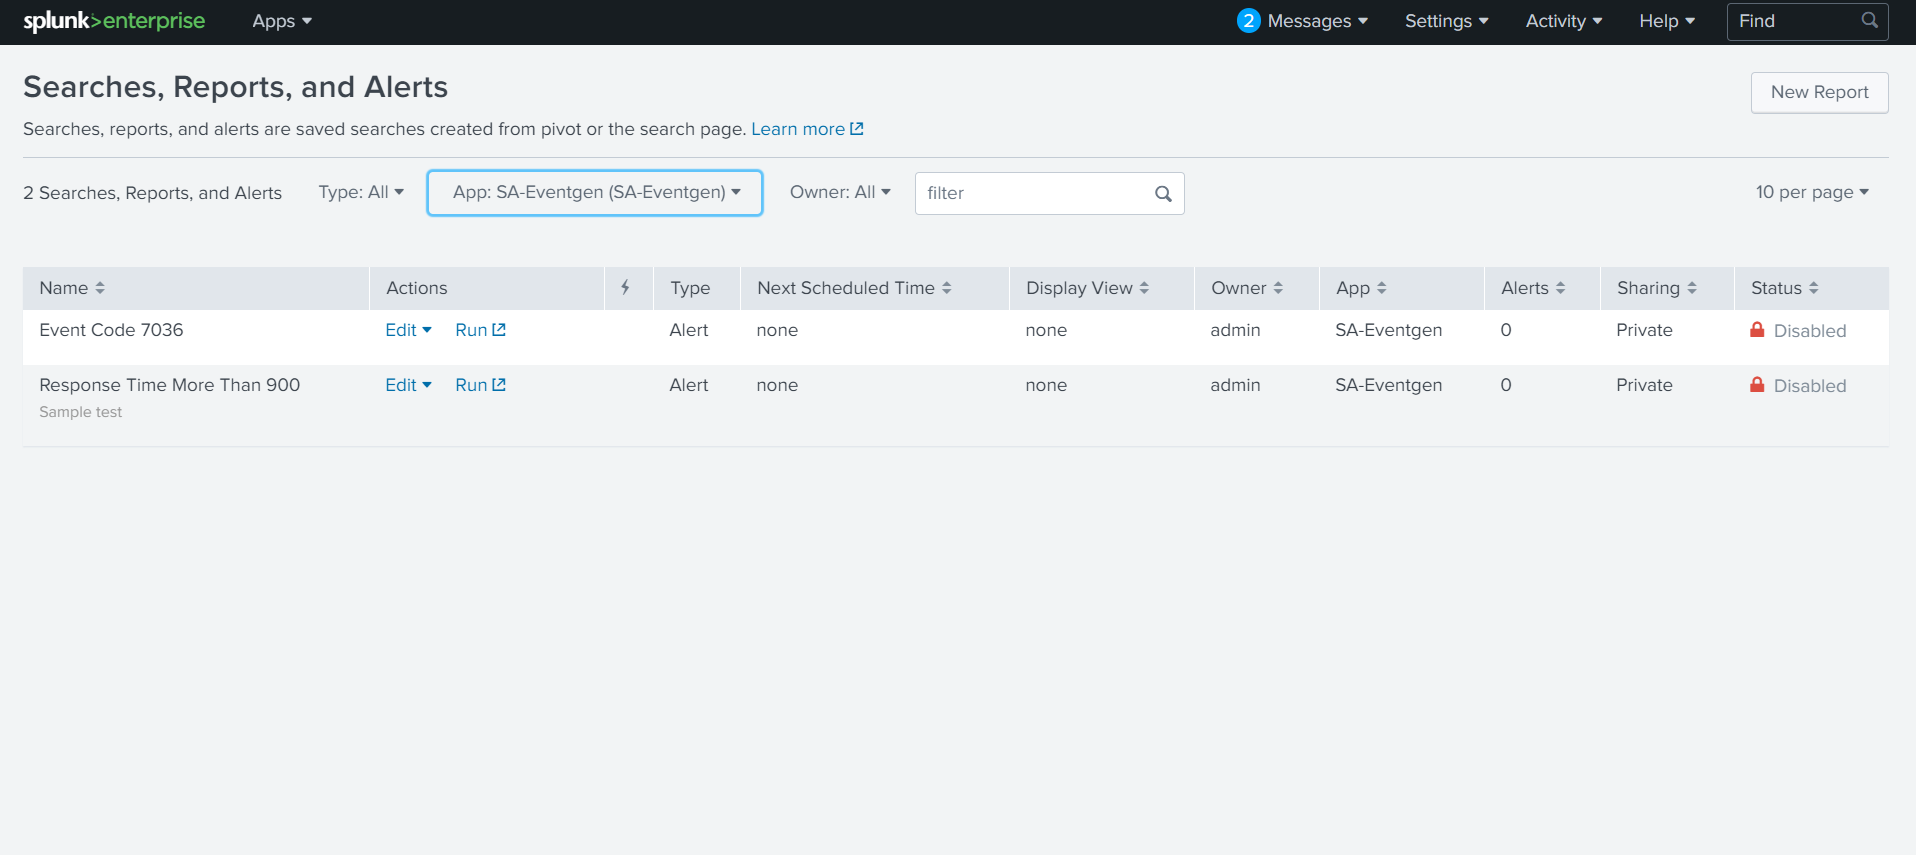 splunk>enterprise Apps 2 Messages Settings Activity Help Find
Searches, Reports, and Alerts
New Report
Searches, reports, and alerts are saved searches created from pivot or the search page. Learn more
2 Searches, Reports, and Alerts Type: All App: SA-Eventgen (SA-Eventgen) Owner: All filter 10 per page
Name Actions Type Next Scheduled Time Display View Owner App Alerts Sharing Status
Event Code 7036 Edit Run Alert none none admin SA-Eventgen 0 Private Disabled
Response Time More Than 900 Edit Run Alert none none admin SA-Eventgen 0 Private Disabled
Sample test